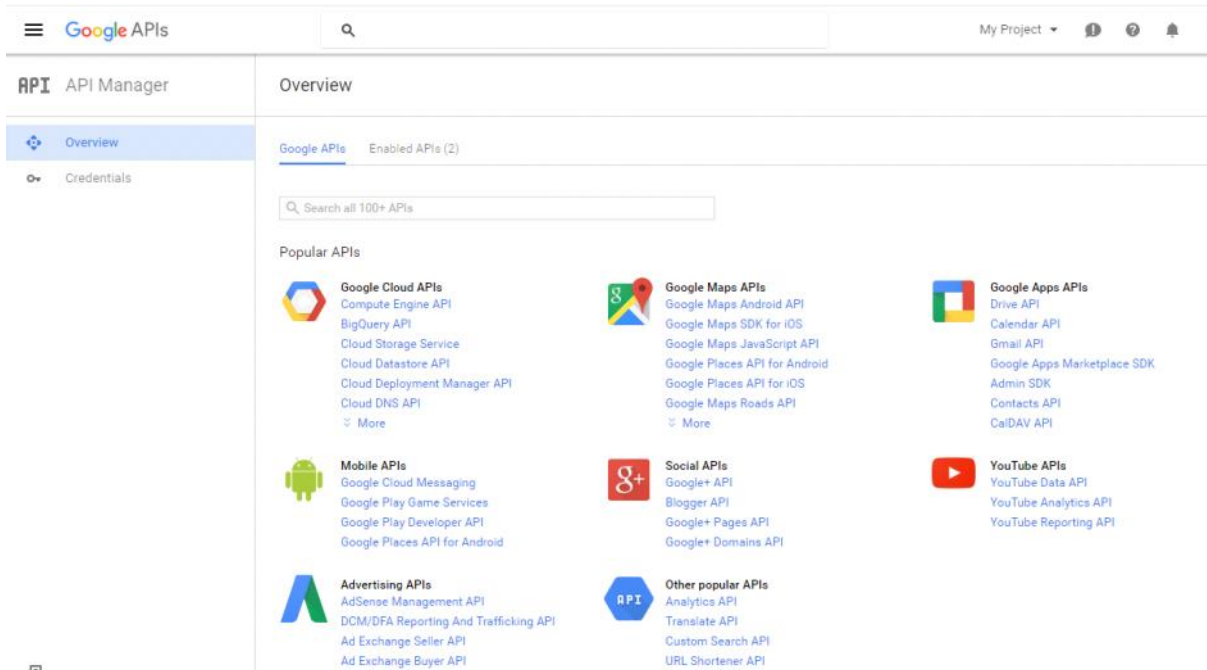 Google APIs
My Project
API API Manager
Overview
Overview
Credentials
Google APIs Enabled APIs (2)
Search all 100+ APIs
Popular APIs
Google Cloud APIs
Compute Engine API
BigQuery API
Cloud Storage Service
Cloud Datastore API
Cloud Deployment Manager API
Cloud DNS API
More
8
Google Maps APIs
Google Maps Android API
Google Maps SDK for iOS
Google Maps JavaScript API
Google Places API for Android
Google Places API for iOS
Google Maps Roads API
More
Google Apps APIs
Drive API
Calendar API
Gmail API
Google Apps Marketplace SDK
Admin SDK
Contacts API
CalDAV API
Mobile APIs
Google Cloud Messaging
Google Play Game Services
Google Play Developer API
Google Places API for Android
g+
Social APIs
Google+ API
Blogger API
Google+ Pages API
Google+ Domains API
YouTube APIs
YouTube Data API
YouTube Analytics API
YouTube Reporting API
Advertising APIs
AdSense Management API
DCM/DFA Reporting And Trafficking API
Ad Exchange Seller API
Ad Exchange Buyer API
API
Other popular APIs
Analytics API
Translate API
Custom Search API
URL Shortener API